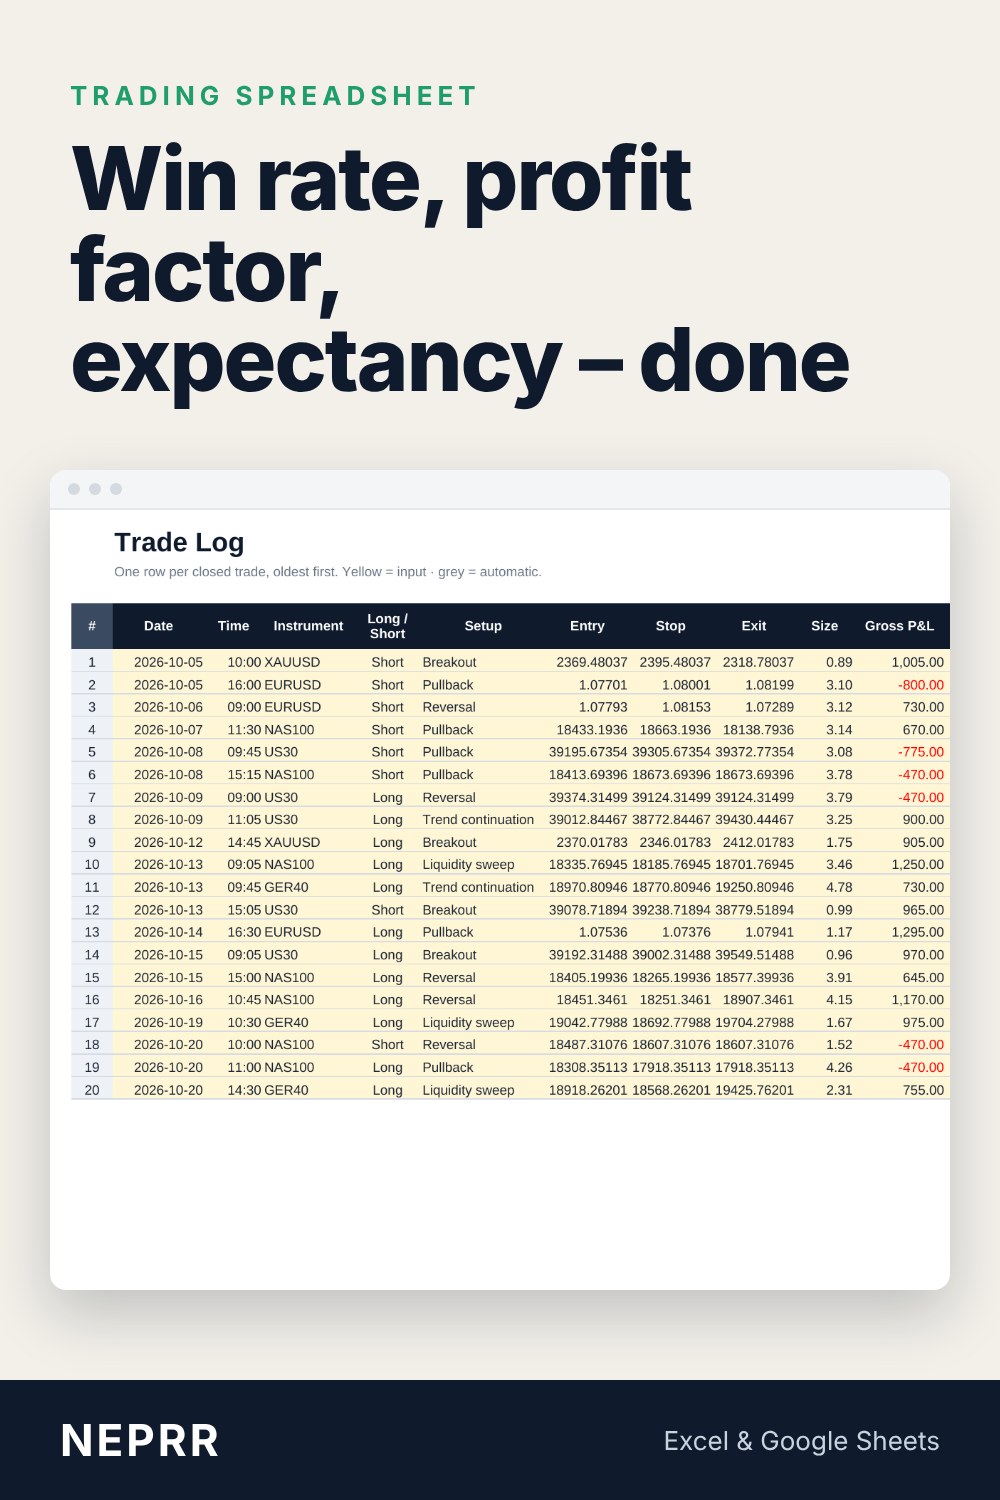 TRADING SPREADSHEET
Win rate, profit
factor,
expectancy – done
Trade Log
One row per closed trade, oldest first. Yellow = input · grey = automatic.
# Date Time Instrument Long / Short Setup Entry Stop Exit Size Gross P&L
1 2026-10-05 10:00 XAUUSD Short Breakout 2369.48037 2395.48037 2318.78037 0.89 1,005.00
2 2026-10-05 16:00 EURUSD Short Pullback 1.07701 1.08001 1.08199 3.10 -800.00
3 2026-10-06 09:00 EURUSD Short Reversal 1.07793 1.08153 1.07289 3.12 730.00
4 2026-10-07 11:30 NAS100 Short Pullback 18433.1936 18663.1936 18138.7936 3.14 670.00
5 2026-10-08 09:45 US30 Short Pullback 39195.67354 39305.67354 39372.77354 3.08 -775.00
6 2026-10-08 15:15 NAS100 Short Pullback 18413.69396 18673.69396 18673.69396 3.78 -470.00
7 2026-10-09 09:00 US30 Long Reversal 39374.31499 39124.31499 39124.31499 3.79 -470.00
8 2026-10-09 11:05 US30 Long Trend continuation 39012.84467 38772.84467 39430.44467 3.25 900.00
9 2026-10-12 14:45 XAUUSD Long Breakout 2370.01783 2346.01783 2412.01783 1.75 905.00
10 2026-10-13 09:05 NAS100 Long Liquidity sweep 18335.76945 18185.76945 18701.76945 3.46 1,250.00
11 2026-10-13 09:45 GER40 Long Trend continuation 18970.80946 18770.80946 19250.80946 4.78 730.00
12 2026-10-13 15:05 US30 Short Breakout 39078.71894 39238.71894 38779.51894 0.99 965.00
13 2026-10-14 16:30 EURUSD Long Pullback 1.07536 1.07376 1.07941 1.17 1,295.00
14 2026-10-15 09:05 US30 Long Breakout 39192.31488 39002.31488 39549.51488 0.96 970.00
15 2026-10-15 15:00 NAS100 Long Reversal 18405.19936 18265.19936 18577.39936 3.91 645.00
16 2026-10-16 10:45 NAS100 Long Reversal 18451.3461 18251.3461 18907.3461 4.15 1,170.00
17 2026-10-19 10:30 GER40 Long Liquidity sweep 19042.77988 18692.77988 19704.27988 1.67 975.00
18 2026-10-20 10:00 NAS100 Short Reversal 18487.31076 18607.31076 18607.31076 1.52 -470.00
19 2026-10-20 11:00 NAS100 Long Pullback 18308.35113 17918.35113 17918.35113 4.26 -470.00
20 2026-10-20 14:30 GER40 Long Liquidity sweep 18918.26201 18568.26201 19425.76201 2.31 755.00
NEPRR
Excel & Google Sheets